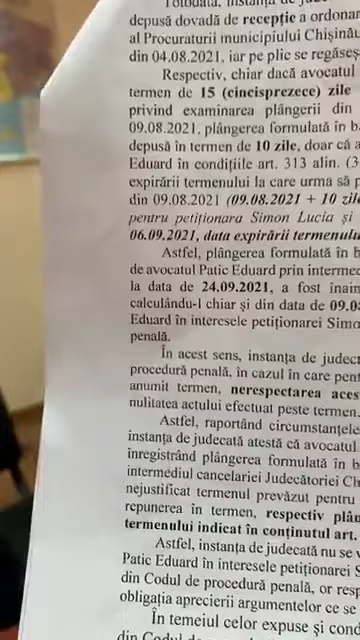 Totodată, instanța de
depusă dovadă de recepție a ordonan
al Procuraturii municipiului Chișinău
din 04.08.2021, iar pe plic se regăseș
Respectiv, chiar dacă avocatul
termen de 15 (cincisprezece) zile
privind examinarea plângerii din
09.08.2021, plângerea formulată în b
depusă în termen de 10 zile, doar că a
Eduard în condițiile art. 313 alin. (3
expirării termenului la care urma să p
din 09.08.2021 (09.08.2021 + 10 zile
pentru petiționara Simon Lucia și
06.09.2021, data expirării termenulu
Astfel, plângerea formulată în b
de avocatul Patic Eduard prin intermed
la data de 24.09.2021, a fost înain
calculându-l chiar și din data de 09.0
Eduard în interesele petiționarei Simo
penală.
În acest sens, instanța de judec
procedură penală, în cazul în care pent
anumit termen, nerespectarea aces
nulitatea actului efectuat peste termen.
Astfel, raportând circumstanțele
instanța de judecată atestă că avocatul
înregistrând plângerea formulată în b
intermediul cancelariei Judecătoriei Ch
nejustificat termenul prevăzut pentru
repunerea în termen, respectiv plân
termenului indicat în conținutul art.
Astfel, instanța de judecată nu se v
Patic Eduard în interesele petiționarei S
din Codul de procedură penală, or resp
obligația aprecierii argumentelor ce se
În temeiul celor expuse și cond
din Codul de